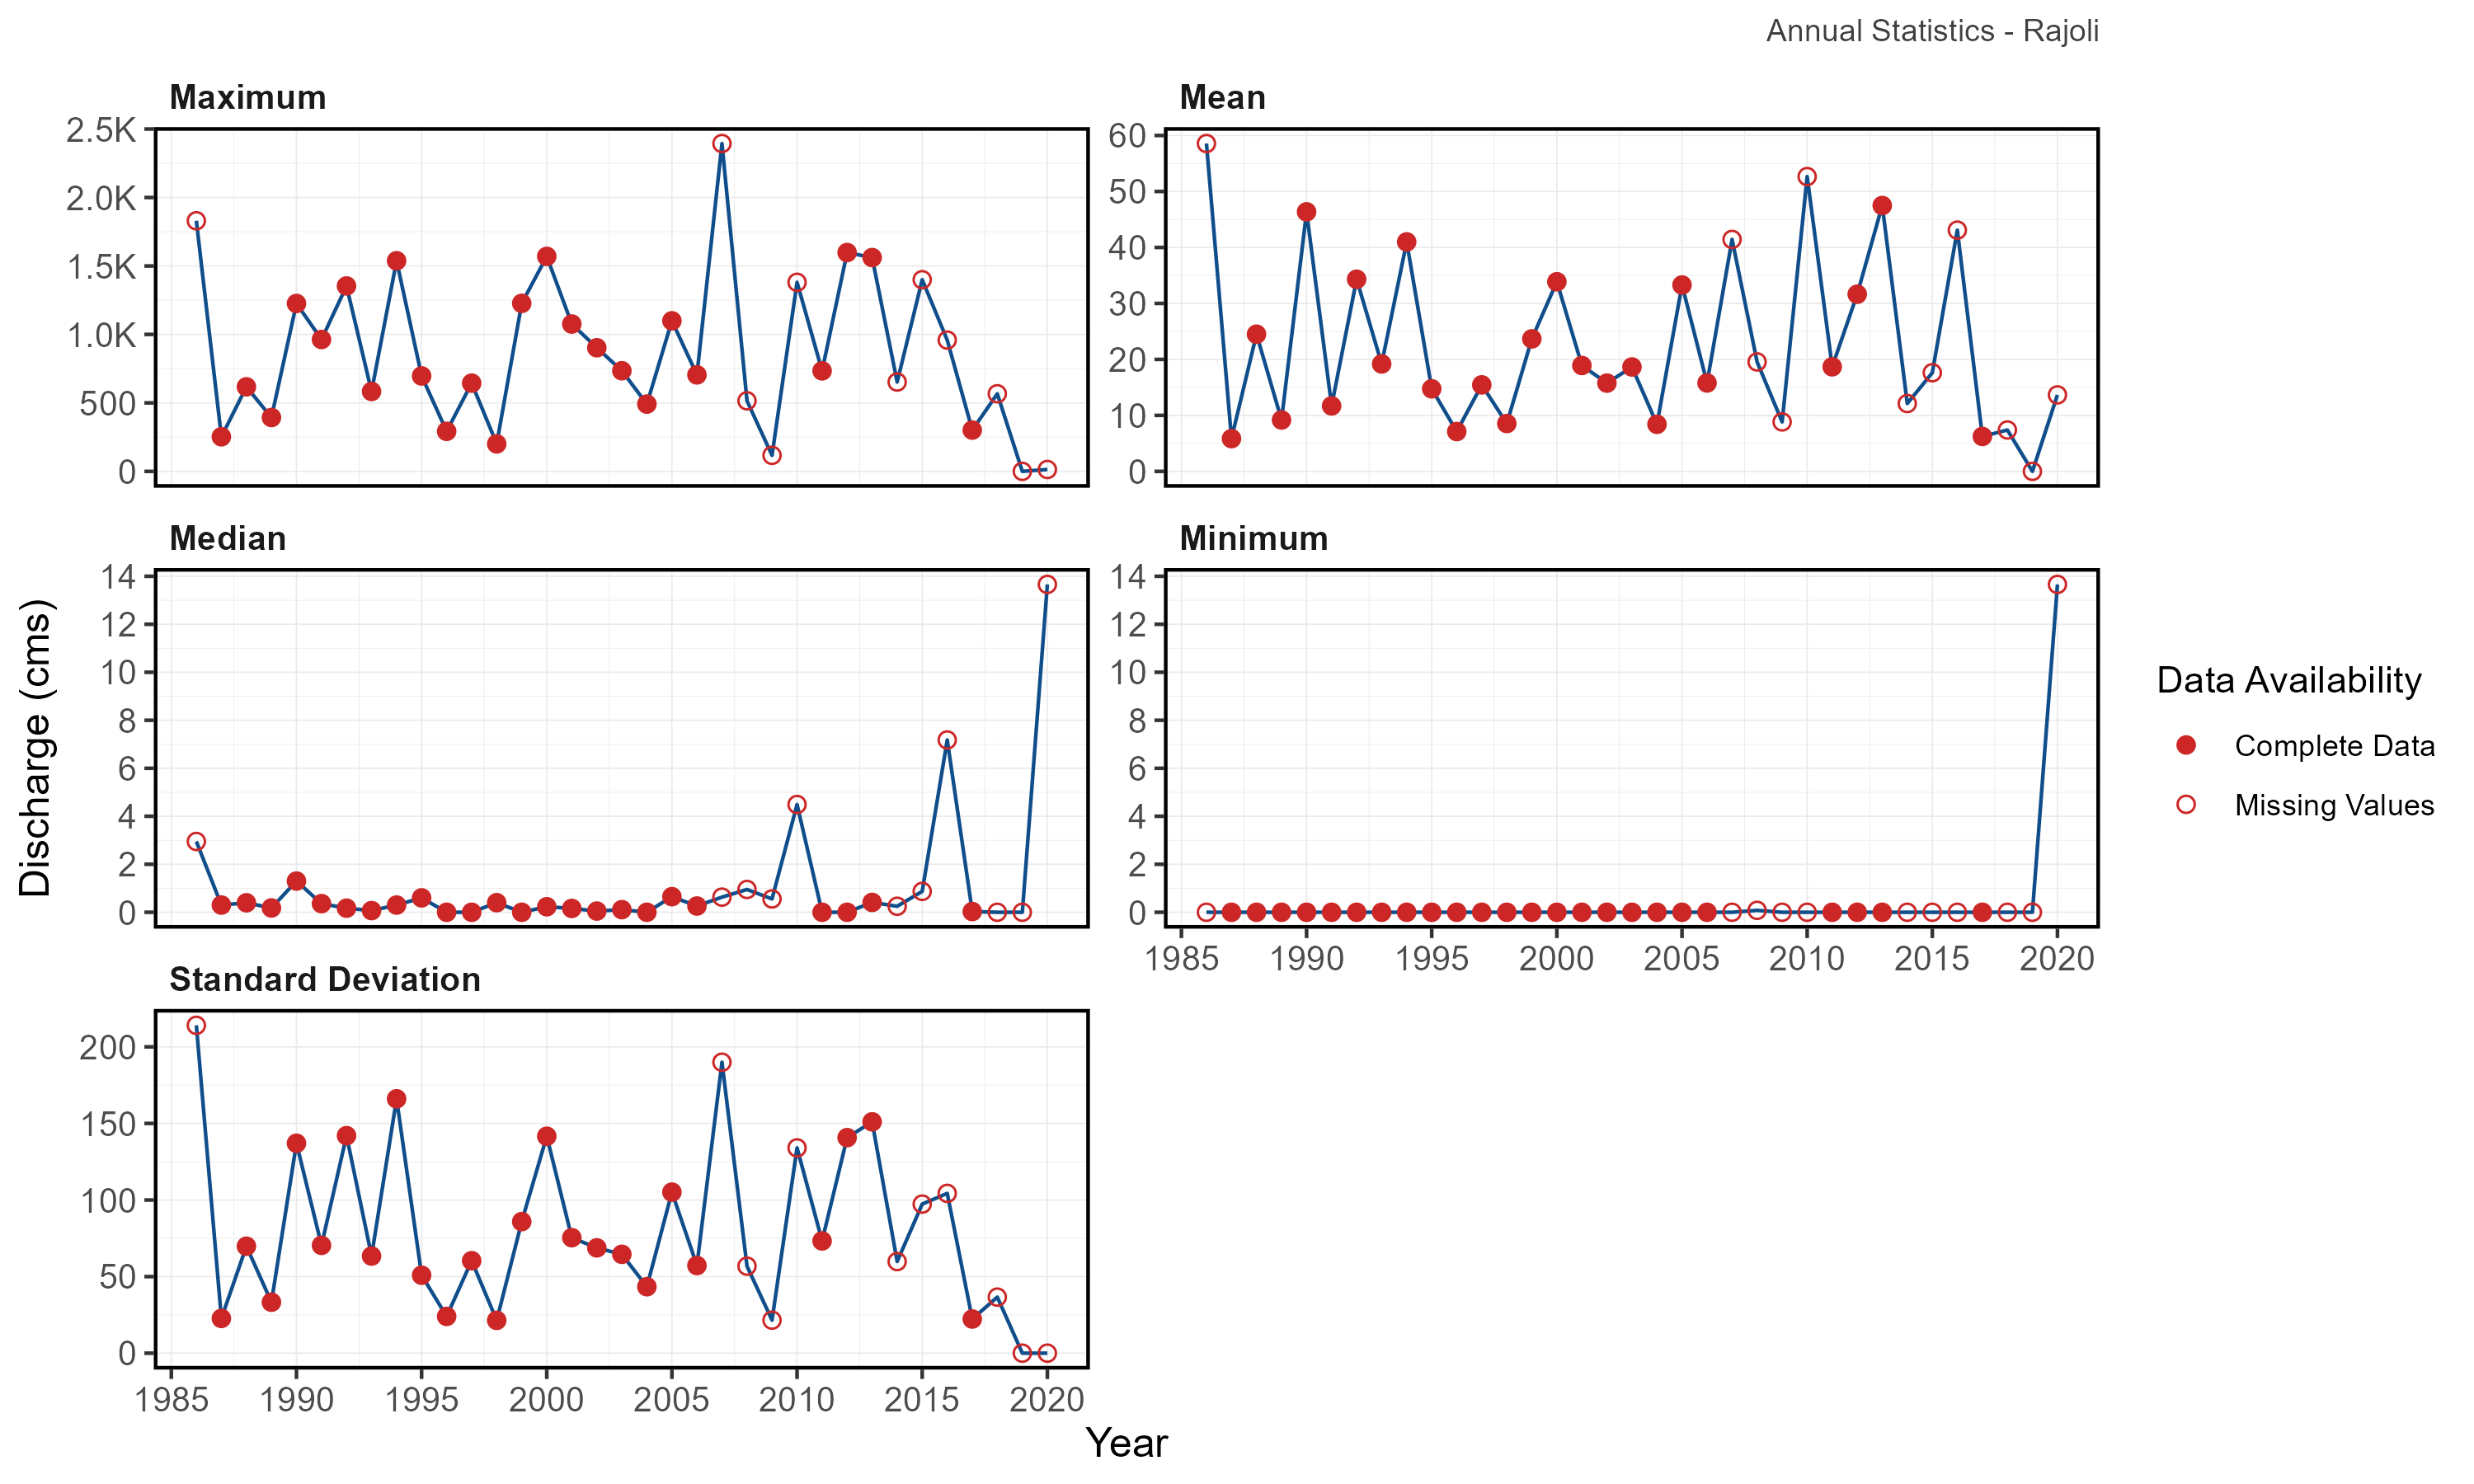 Annual Statistics - Rajoli
Maximum
2.5K
2.0K
1.5K
1.0K
500
0
Mean
60
50
40
30
20
10
0
Median
14
12
10
8
6
4
2
0
Minimum
14
12
10
8
6
4
2
0
1985 1990 1995 2000 2005 2010 2015 2020
Standard Deviation
200
150
100
50
0
1985 1990 1995 2000 2005 2010 2015 2020
Discharge (cms)
Year
Data Availability
Complete Data
Missing Values